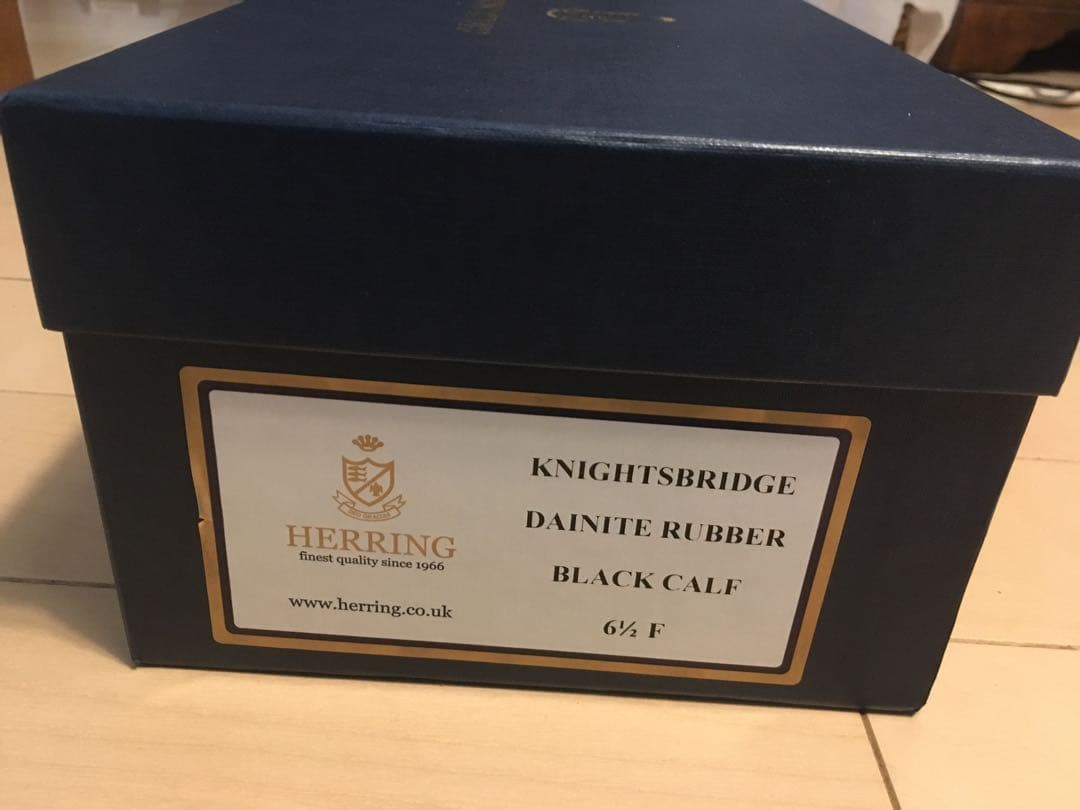 HERRING
finest quality since 1966
www.herring.co.uk
KNIGHTSBRIDGE
DAINITE RUBBER
BLACK CALF
6½ F